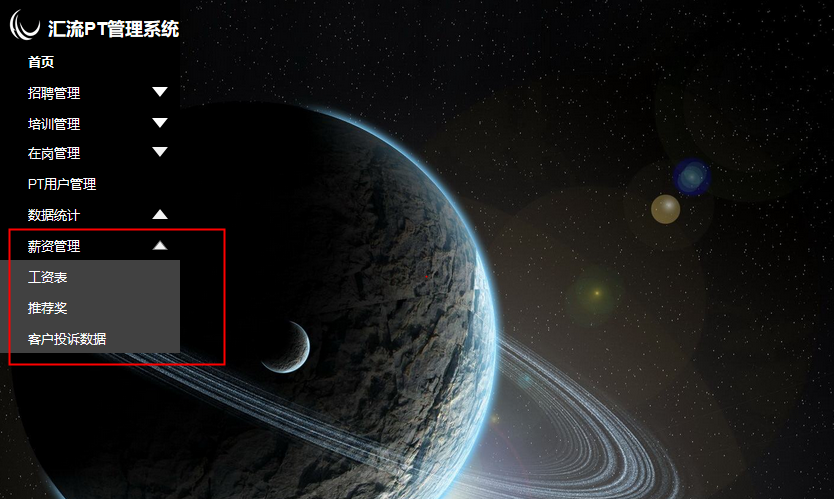 汇流PT管理系统
首页
招聘管理
培训管理
在岗管理
PT用户管理
数据统计
薪资管理
工资表
推荐奖
客户投诉数据